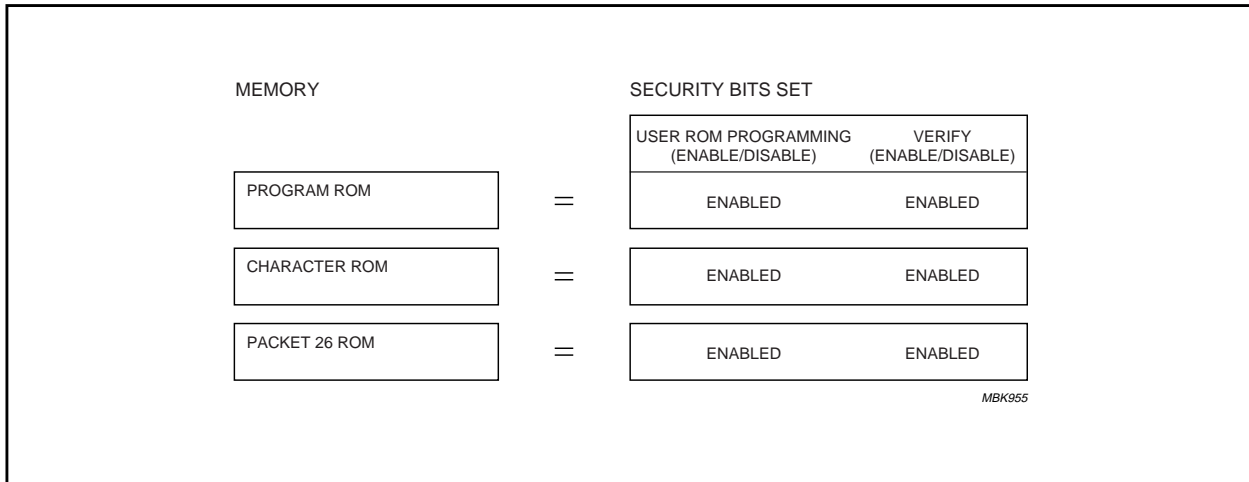 MEMORY
SECURITY BITS SET
USER ROM PROGRAMMING
(ENABLE/DISABLE)
VERIFY
(ENABLE/DISABLE)
PROGRAM ROM
=
ENABLED
ENABLED
CHARACTER ROM
=
ENABLED
ENABLED
PACKET 26 ROM
=
ENABLED
ENABLED
MBK955